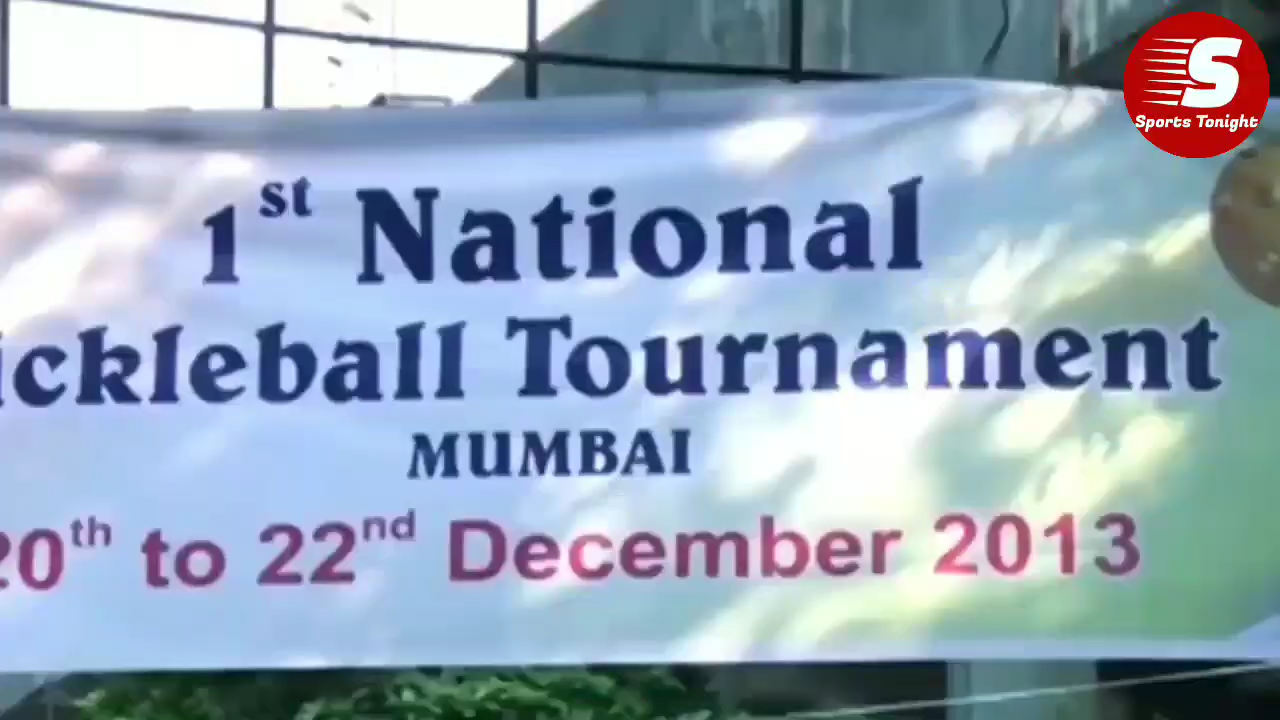 S
Sports Tonight
1st National
ickleball Tournament
MUMBAI
20th to 22nd December 2013